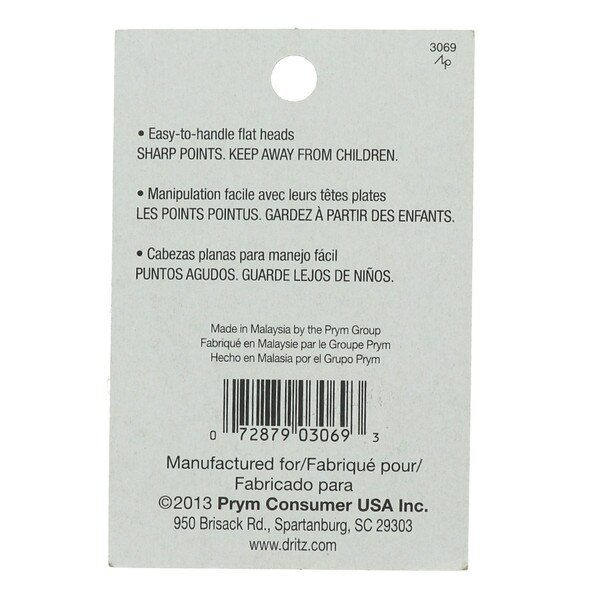 3069
• Easy-to-handle flat heads
SHARP POINTS. KEEP AWAY FROM CHILDREN.
• Manipulation facile avec leurs têtes plates
LES POINTS POINTUS. GARDEZ À PARTIR DES ENFANTS.
• Cabezas planas para manejo fácil
PUNTOS AGUDOS. GUARDE LEJOS DE NIÑOS.
Made in Malaysia by the Prym Group
Fabriqué en Malaysie par le Groupe Prym
Hecho en Malasia por el Grupo Prym
0 72879 03069 3
Manufactured for/Fabriqué pour/
Fabricado para
©2013 Prym Consumer USA Inc.
950 Brisack Rd., Spartanburg, SC 29303
www.dritz.com